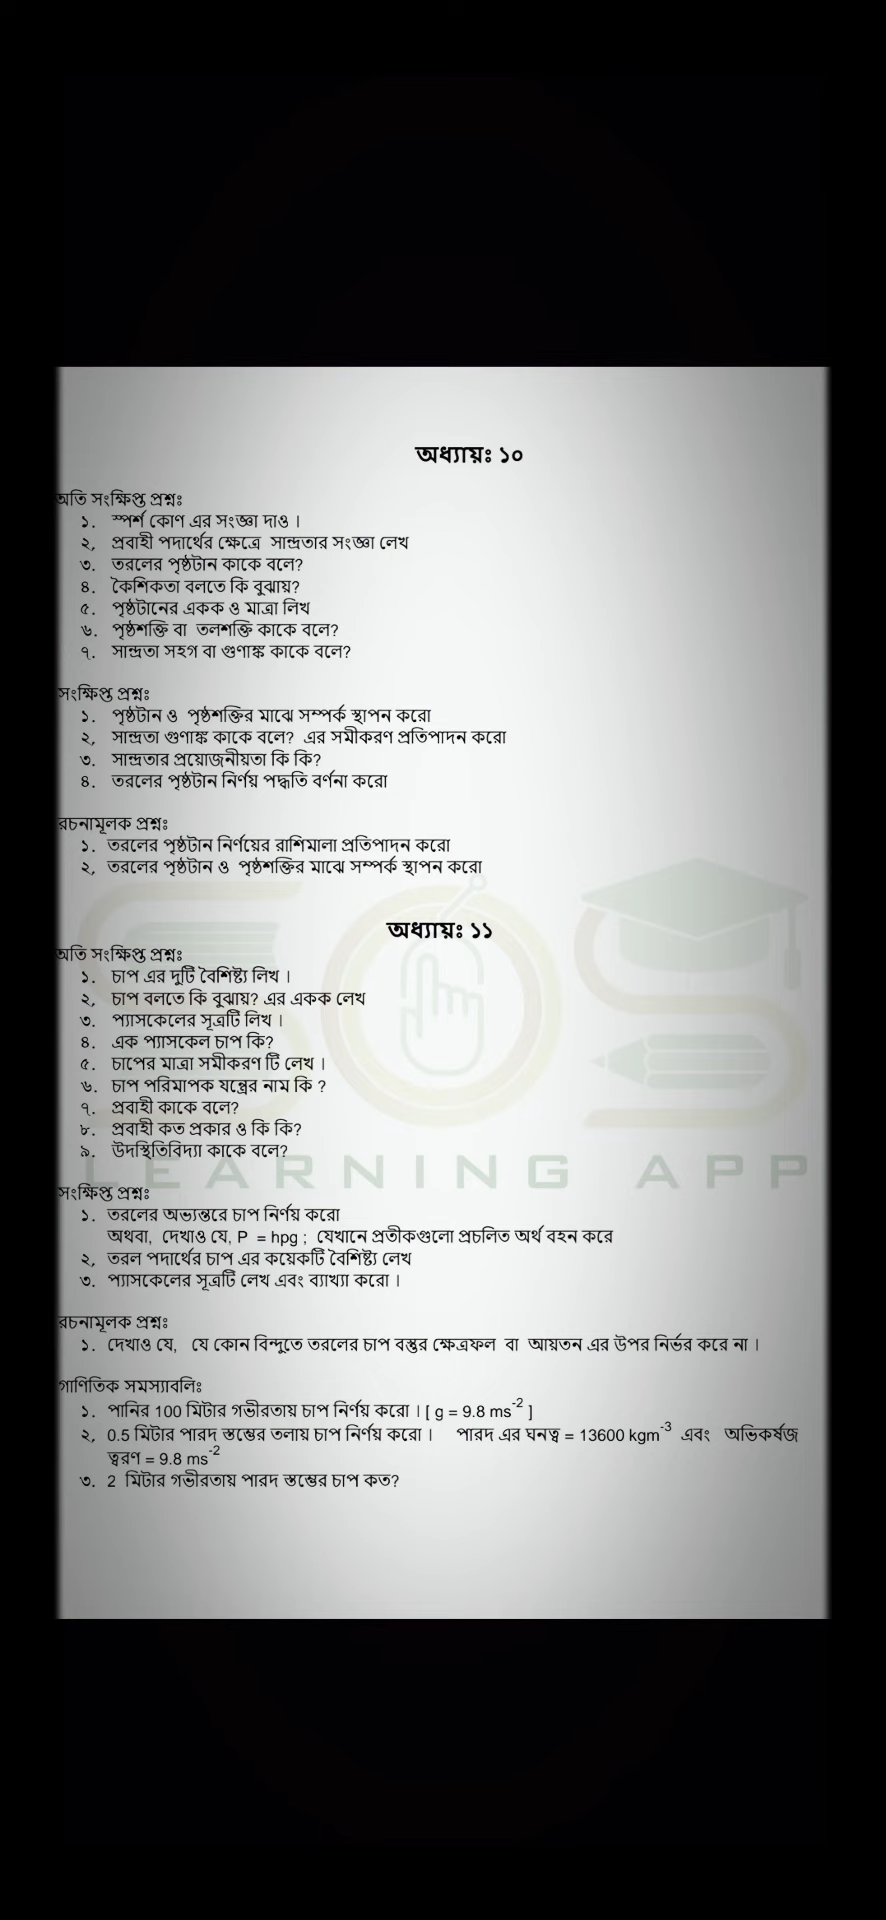 অধ্যায়ঃ ১০
অতি সংক্ষিপ্ত প্রশ্নঃ
১. স্পর্শ কোণ এর সংজ্ঞা দাও ।
২, প্রবাহী পদার্থের ক্ষেত্রে সান্দ্রতার সংজ্ঞা লেখ
৩. তরলের পৃষ্ঠটান কাকে বলে?
৪. কৈশিকতা বলতে কি বুঝায়?
৫. পৃষ্ঠটানের একক ও মাত্রা লিখ
৬. পৃষ্ঠশক্তি বা তলশক্তি কাকে বলে?
৭. সান্দ্রতা সহগ বা গুণাঙ্ক কাকে বলে?
সংক্ষিপ্ত প্রশ্নঃ
১. পৃষ্ঠটান ও পৃষ্ঠশক্তির মাঝে সম্পর্ক স্থাপন করো
২, সান্দ্রতা গুণাঙ্ক কাকে বলে? এর সমীকরণ প্রতিপাদন করো
৩. সান্দ্রতার প্রয়োজনীয়তা কি কি?
৪. তরলের পৃষ্ঠটান নির্ণয় পদ্ধতি বর্ণনা করো
রচনামূলক প্রশ্নঃ
১. তরলের পৃষ্ঠটান নির্ণয়ের রাশিমালা প্রতিপাদন করো
২, তরলের পৃষ্ঠটান ও পৃষ্ঠশক্তির মাঝে সম্পর্ক স্থাপন করো
অধ্যায়ঃ ১১
অতি সংক্ষিপ্ত প্রশ্নঃ
১. চাপ এর দুটি বৈশিষ্ট্য লিখ ।
২, চাপ বলতে কি বুঝায়? এর একক লেখ
৩. প্যাসকেলের সূত্রটি লিখ ।
৪. এক প্যাসকেল চাপ কি?
৫. চাপের মাত্রা সমীকরণ টি লেখ ।
৬. চাপ পরিমাপক যন্ত্রের নাম কি ?
৭. প্রবাহী কাকে বলে?
৮. প্রবাহী কত প্রকার ও কি কি?
৯. উদস্থিতিবিদ্যা কাকে বলে?
LEARNING APP
সংক্ষিপ্ত প্রশ্নঃ
১. তরলের অভ্যন্তরে চাপ নির্ণয় করো
অথবা, দেখাও যে, P = hpg ; যেখানে প্রতীকগুলো প্রচলিত অর্থ বহন করে
২, তরল পদার্থের চাপ এর কয়েকটি বৈশিষ্ট্য লেখ
৩. প্যাসকেলের সূত্রটি লেখ এবং ব্যাখ্যা করো ।
রচনামূলক প্রশ্নঃ
১. দেখাও যে, যে কোন বিন্দুতে তরলের চাপ বস্তুর ক্ষেত্রফল বা আয়তন এর উপর নির্ভর করে না ।
গাণিতিক সমস্যাবলিঃ
১. পানির 100 মিটার গভীরতায় চাপ নির্ণয় করো । [ g = 9.8 ms⁻² ]
২, 0.5 মিটার পারদ স্তম্ভের তলায় চাপ নির্ণয় করো । পারদ এর ঘনত্ব = 13600 kgm⁻³ এবং অভিকর্ষজ
ত্বরণ = 9.8 ms⁻²
৩. 2 মিটার গভীরতায় পারদ স্তম্ভের চাপ কত?